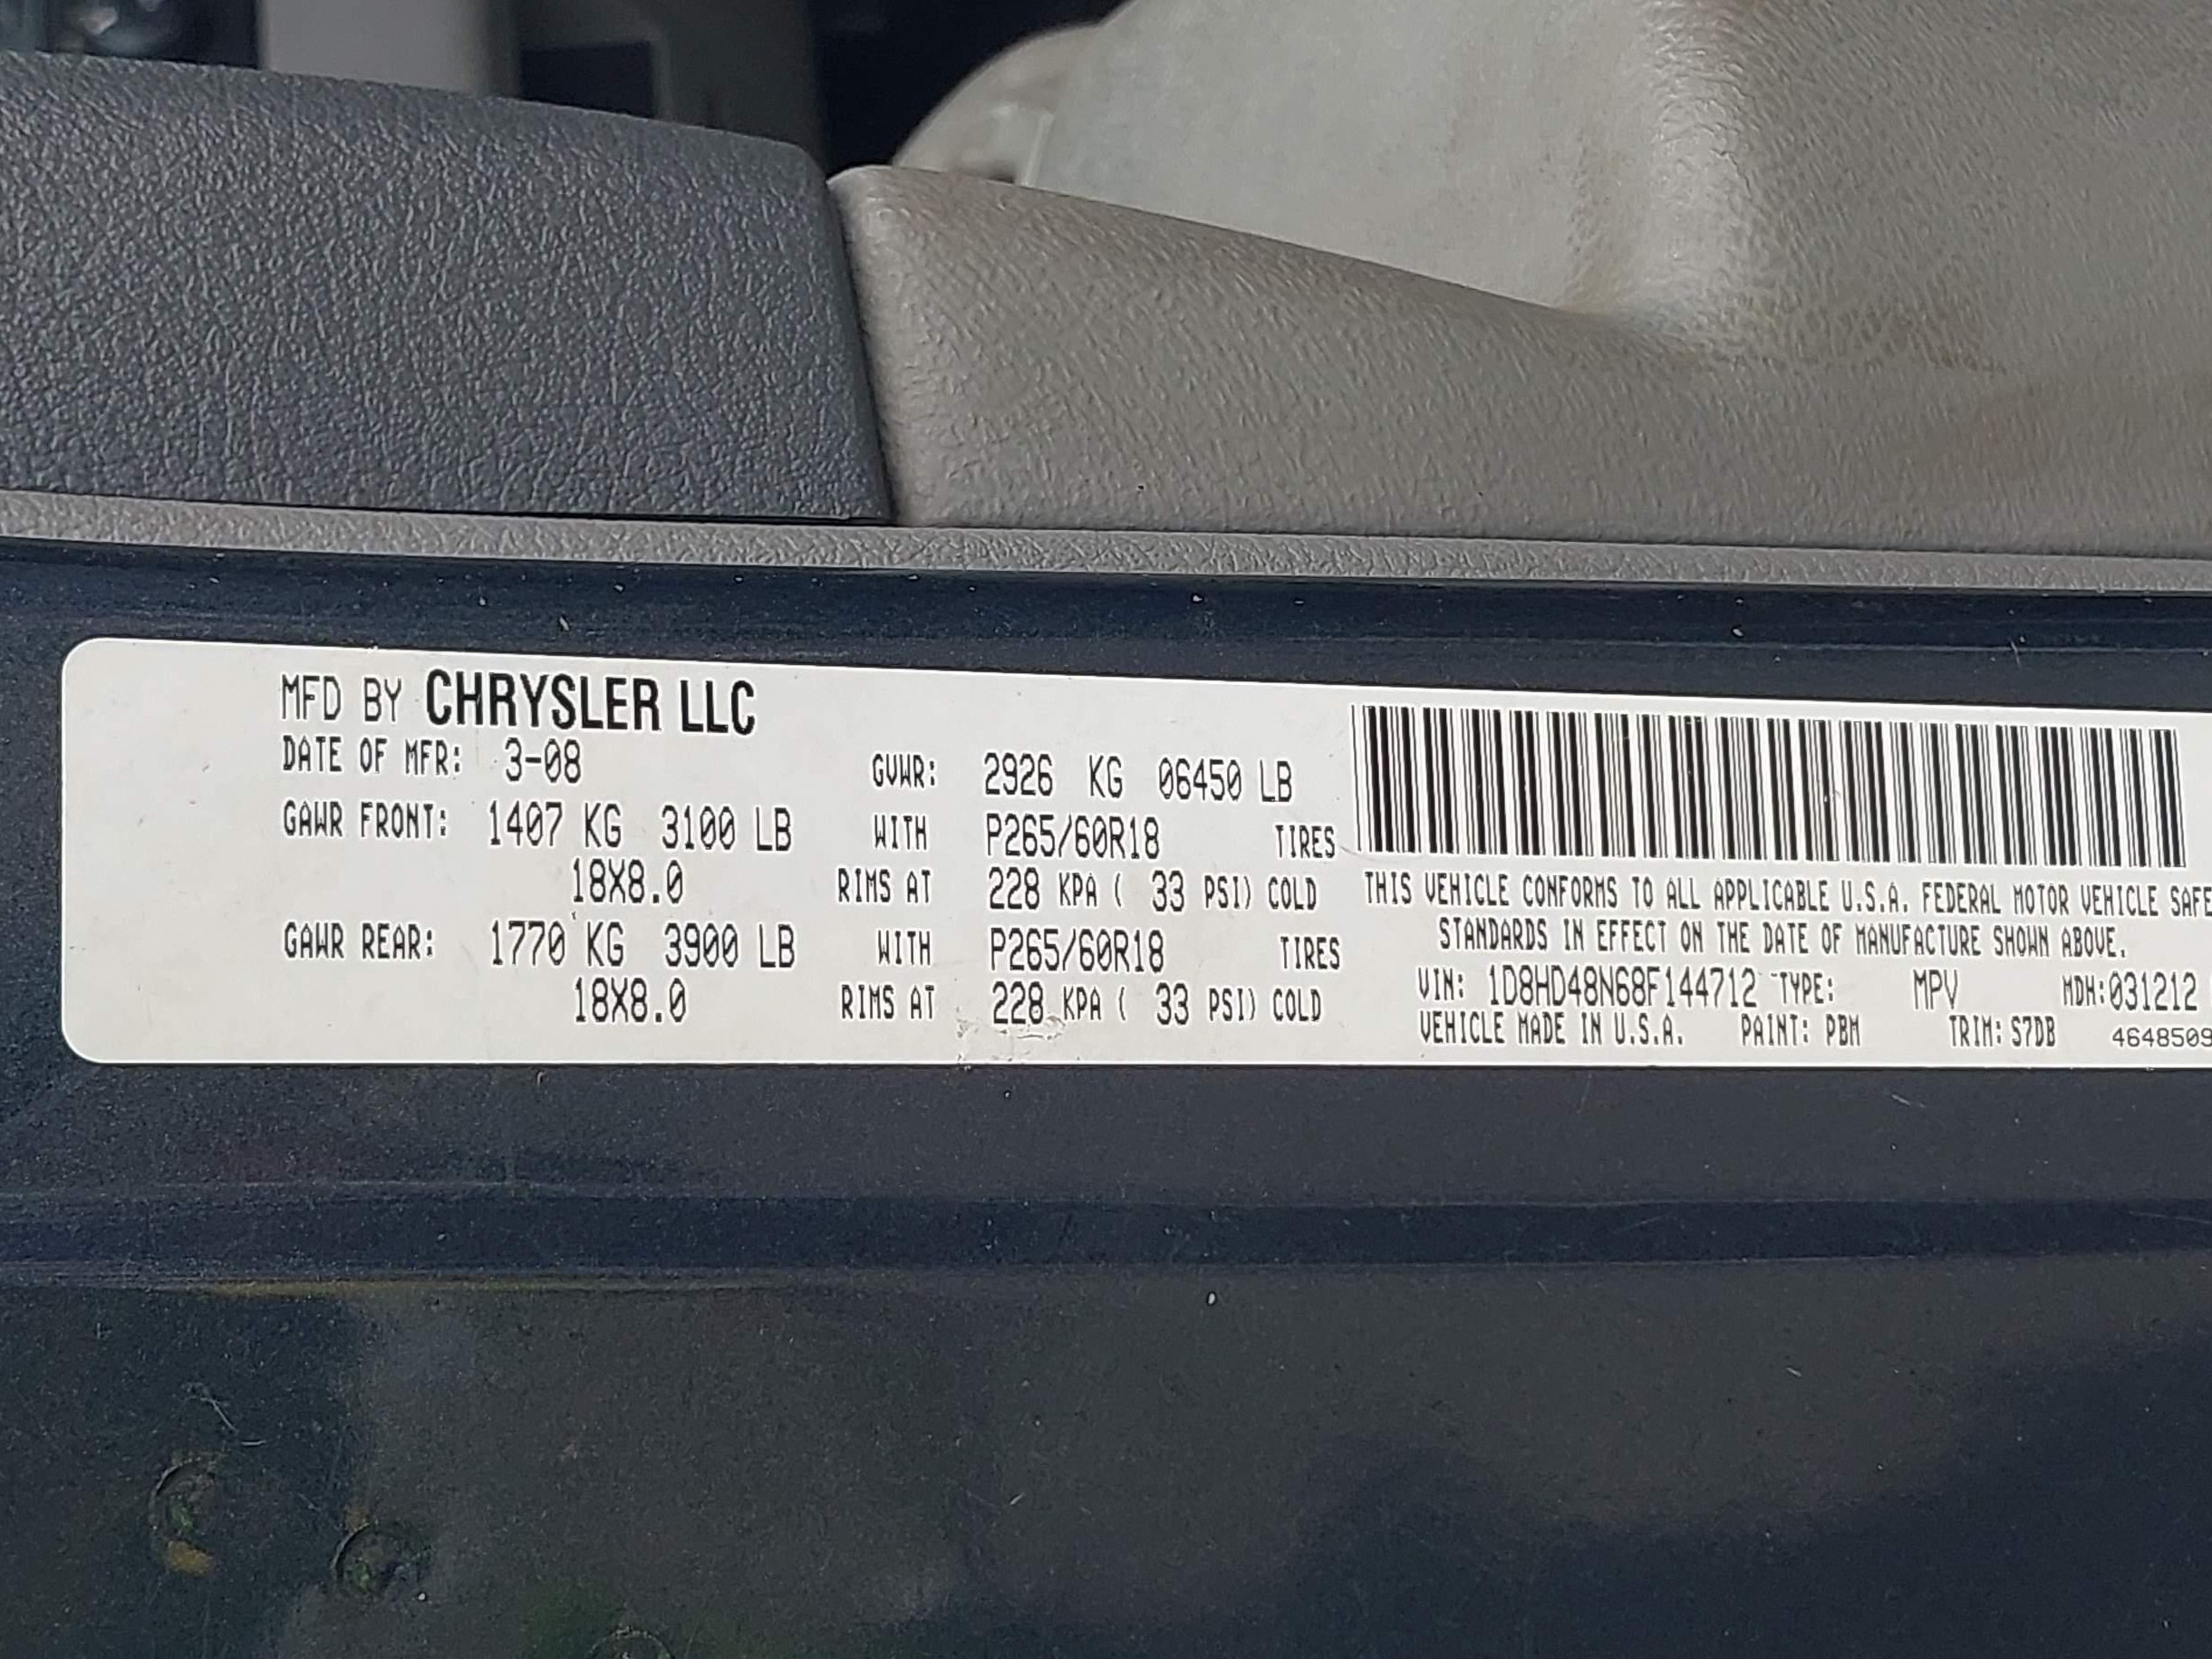 MFD BY CHRYSLER LLC
DATE OF MFR: 3-08 GVWR: 2926 KG 06450 LB
GAWR FRONT: 1407 KG 3100 LB WITH P265/60R18 TIRES
18X8.0 RIMS AT 228 KPA ( 33 PSI) COLD
GAWR REAR: 1770 KG 3900 LB WITH P265/60R18 TIRES
18X8.0 RIMS AT 228 KPA ( 33 PSI) COLD
THIS VEHICLE CONFORMS TO ALL APPLICABLE U.S.A. FEDERAL MOTOR VEHICLE SAFE
STANDARDS IN EFFECT ON THE DATE OF MANUFACTURE SHOWN ABOVE.
VIN: 1D8HD48N68F144712 TYPE: MPV MDH:031212
VEHICLE MADE IN U.S.A. PAINT: PBM TRIM: S7DB 4648509